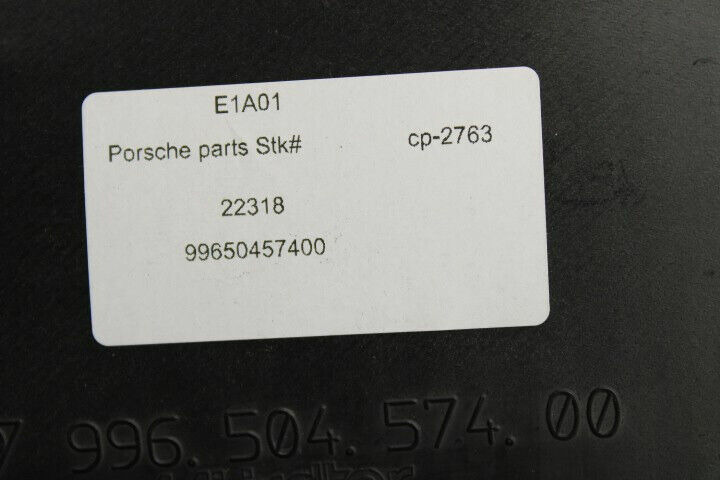 E1A01
Porsche parts Stk# cp-2763
22318
99650457400
996. 504. 574. 00